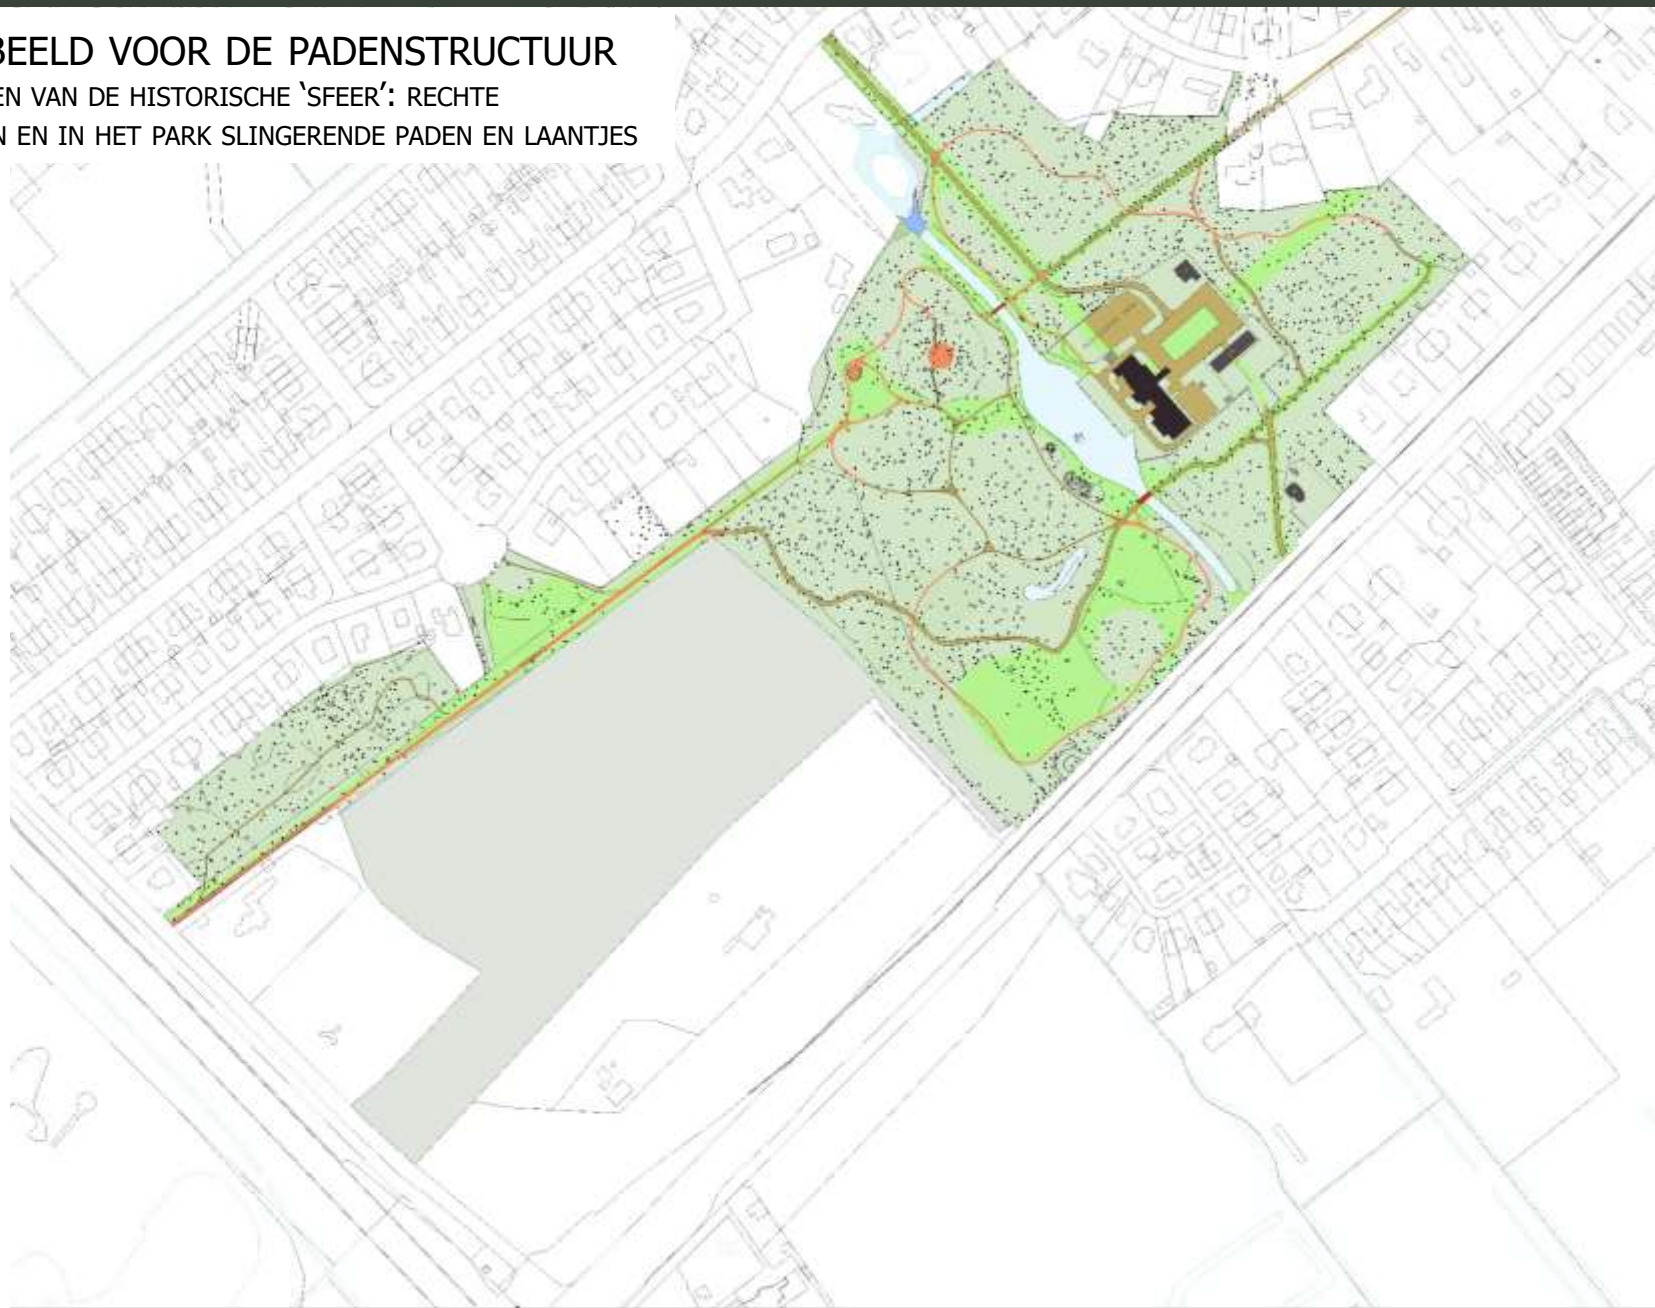 BEELD VOOR DE PADENSTRUCTUUR
EN VAN DE HISTORISCHE ‘SFEER’: RECHTE
N EN IN HET PARK SLINGERENDE PADEN EN LAANTJES